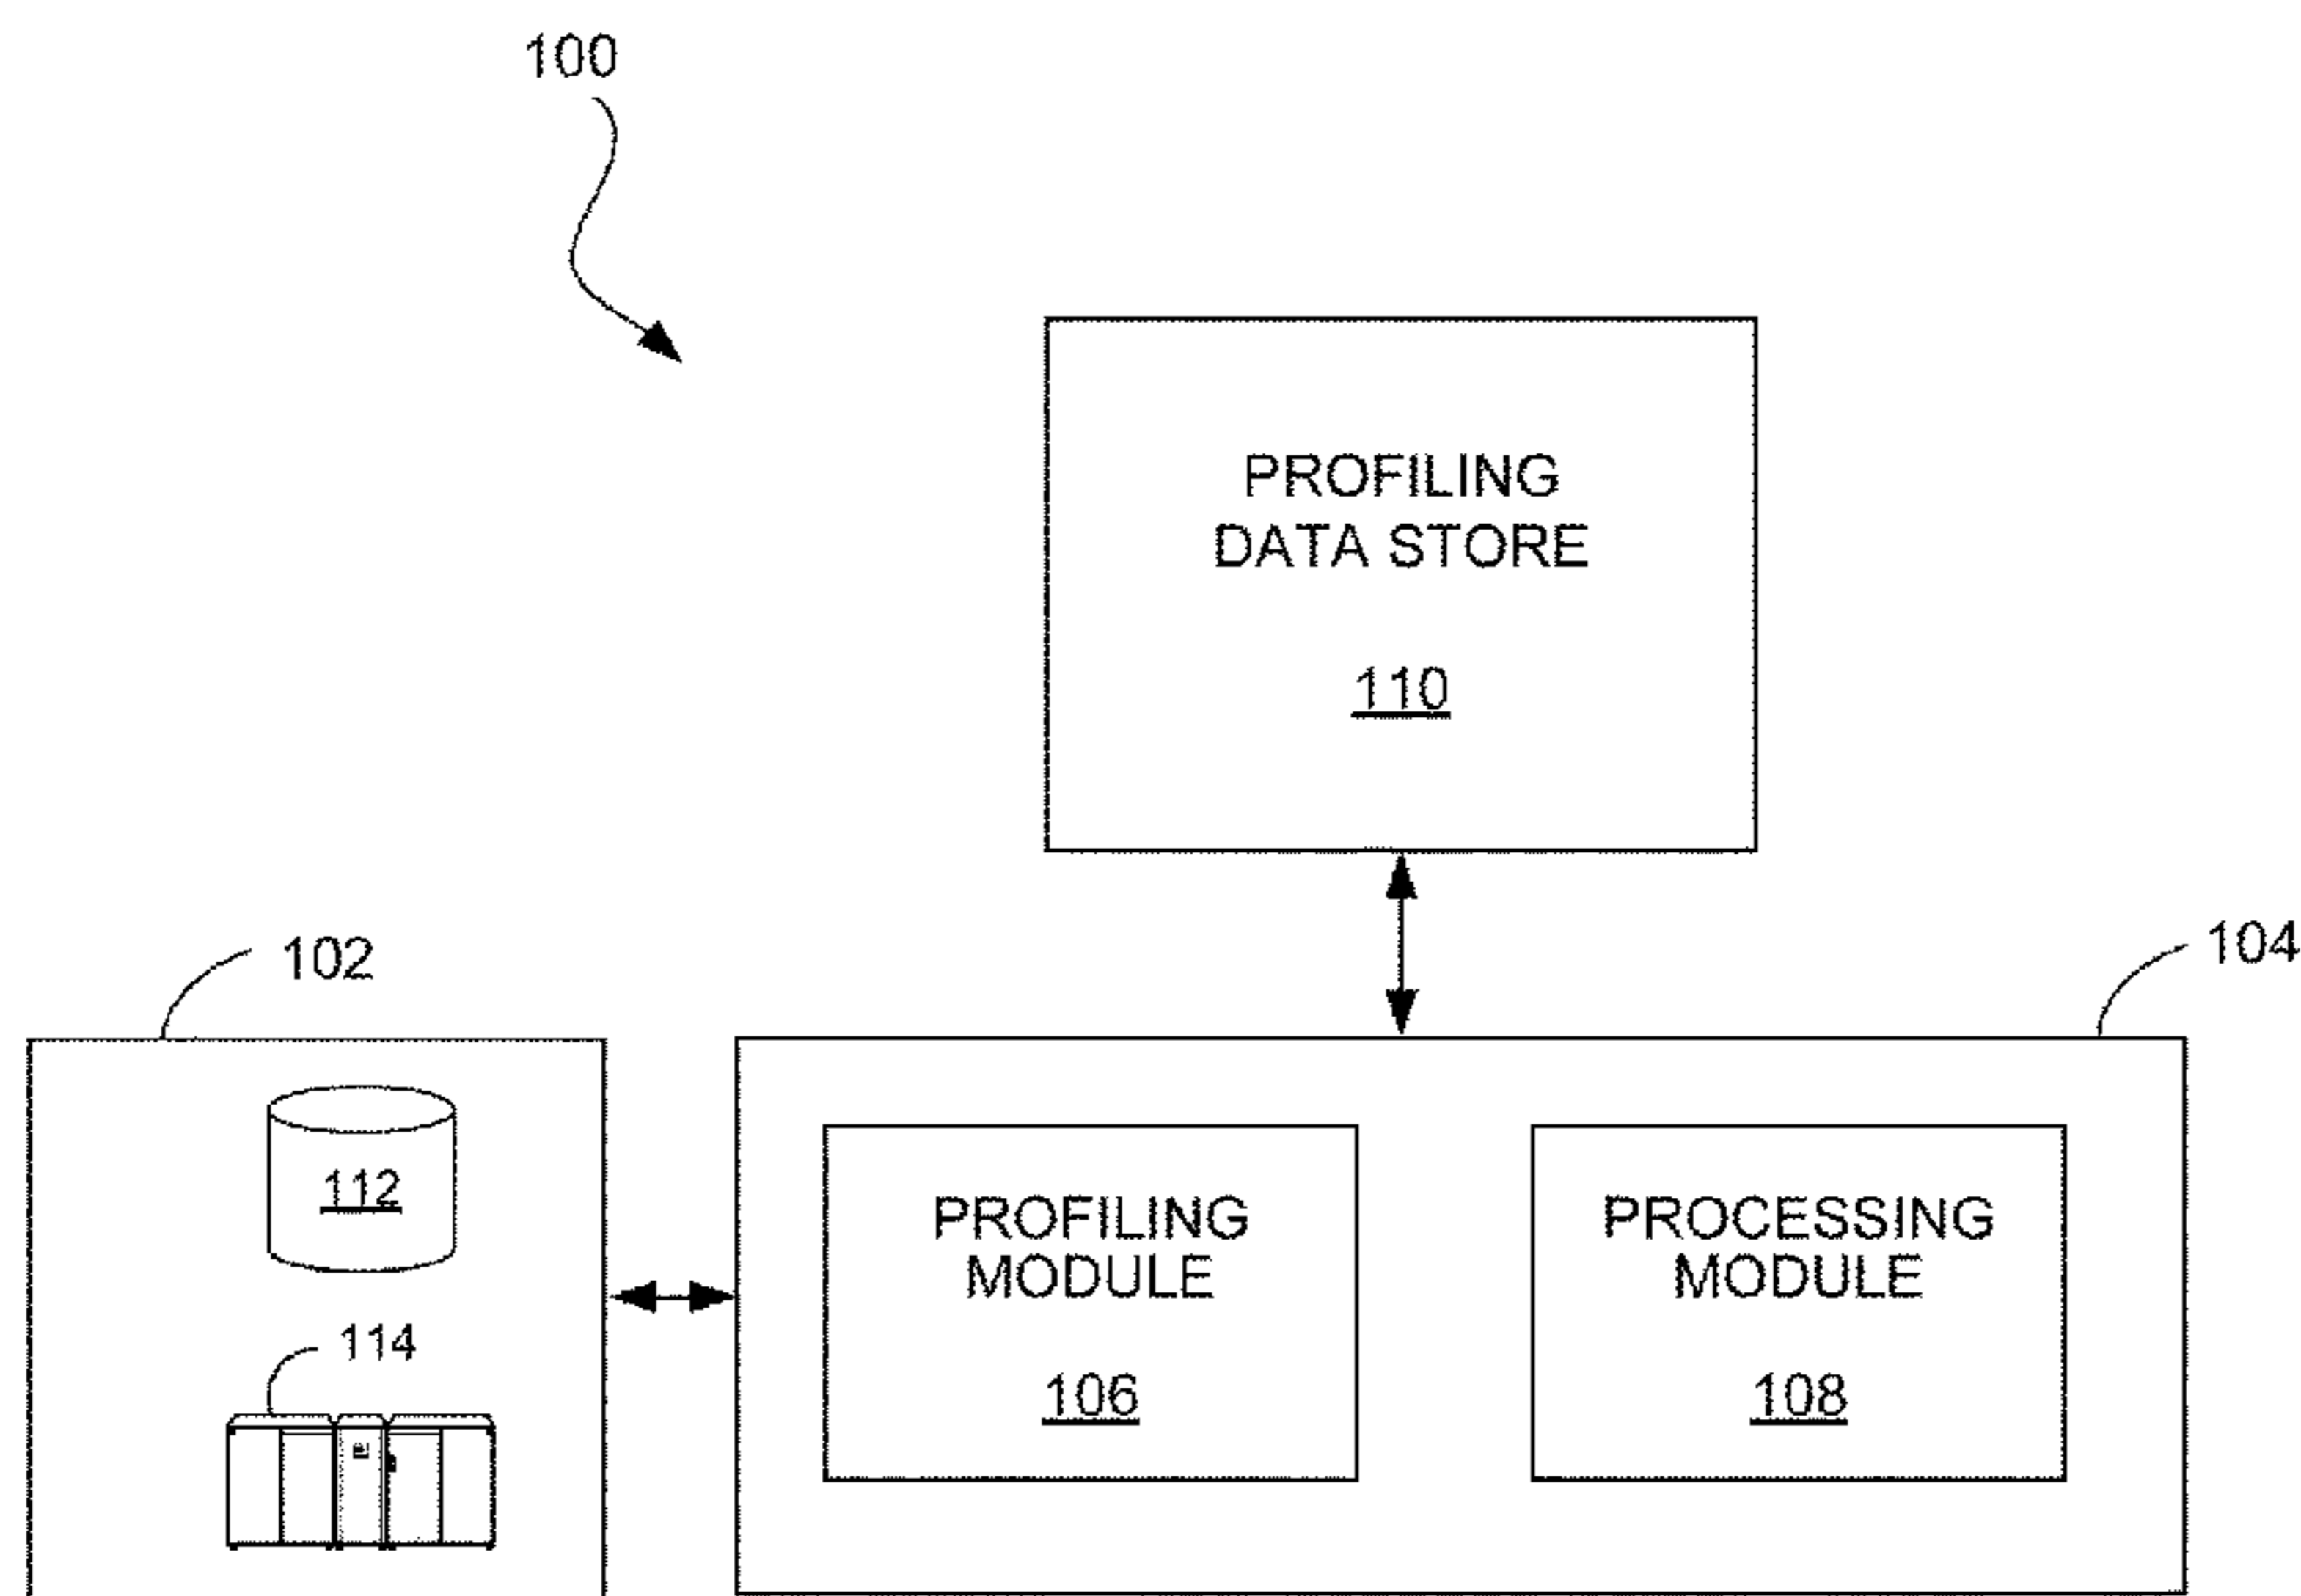 100
PROFILING
DATA STORE
110
102
104
112
PROFILING
MODULE
106
PROCESSING
MODULE
108
114